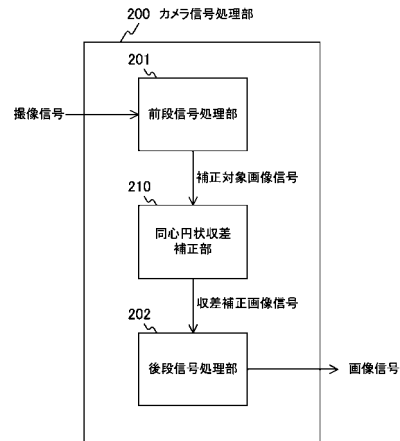 200 カメラ信号処理部
201
撮像信号
前段信号処理部
補正対象画像信号
210
同心円状収差
補正部
収差補正画像信号
202
後段信号処理部
画像信号